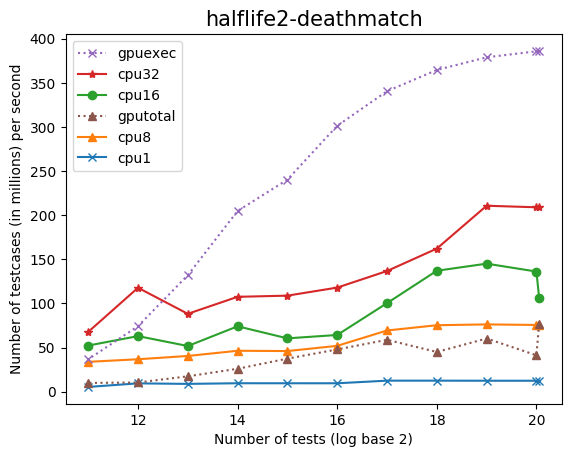 halflife2-deathmatch
Number of testcases (in millions) per second
400
350
300
250
200
150
100
50
0
gpuexec
cpu32
cpu16
gputotal
cpu8
cpu1
12 14 16 18 20
Number of tests (log base 2)